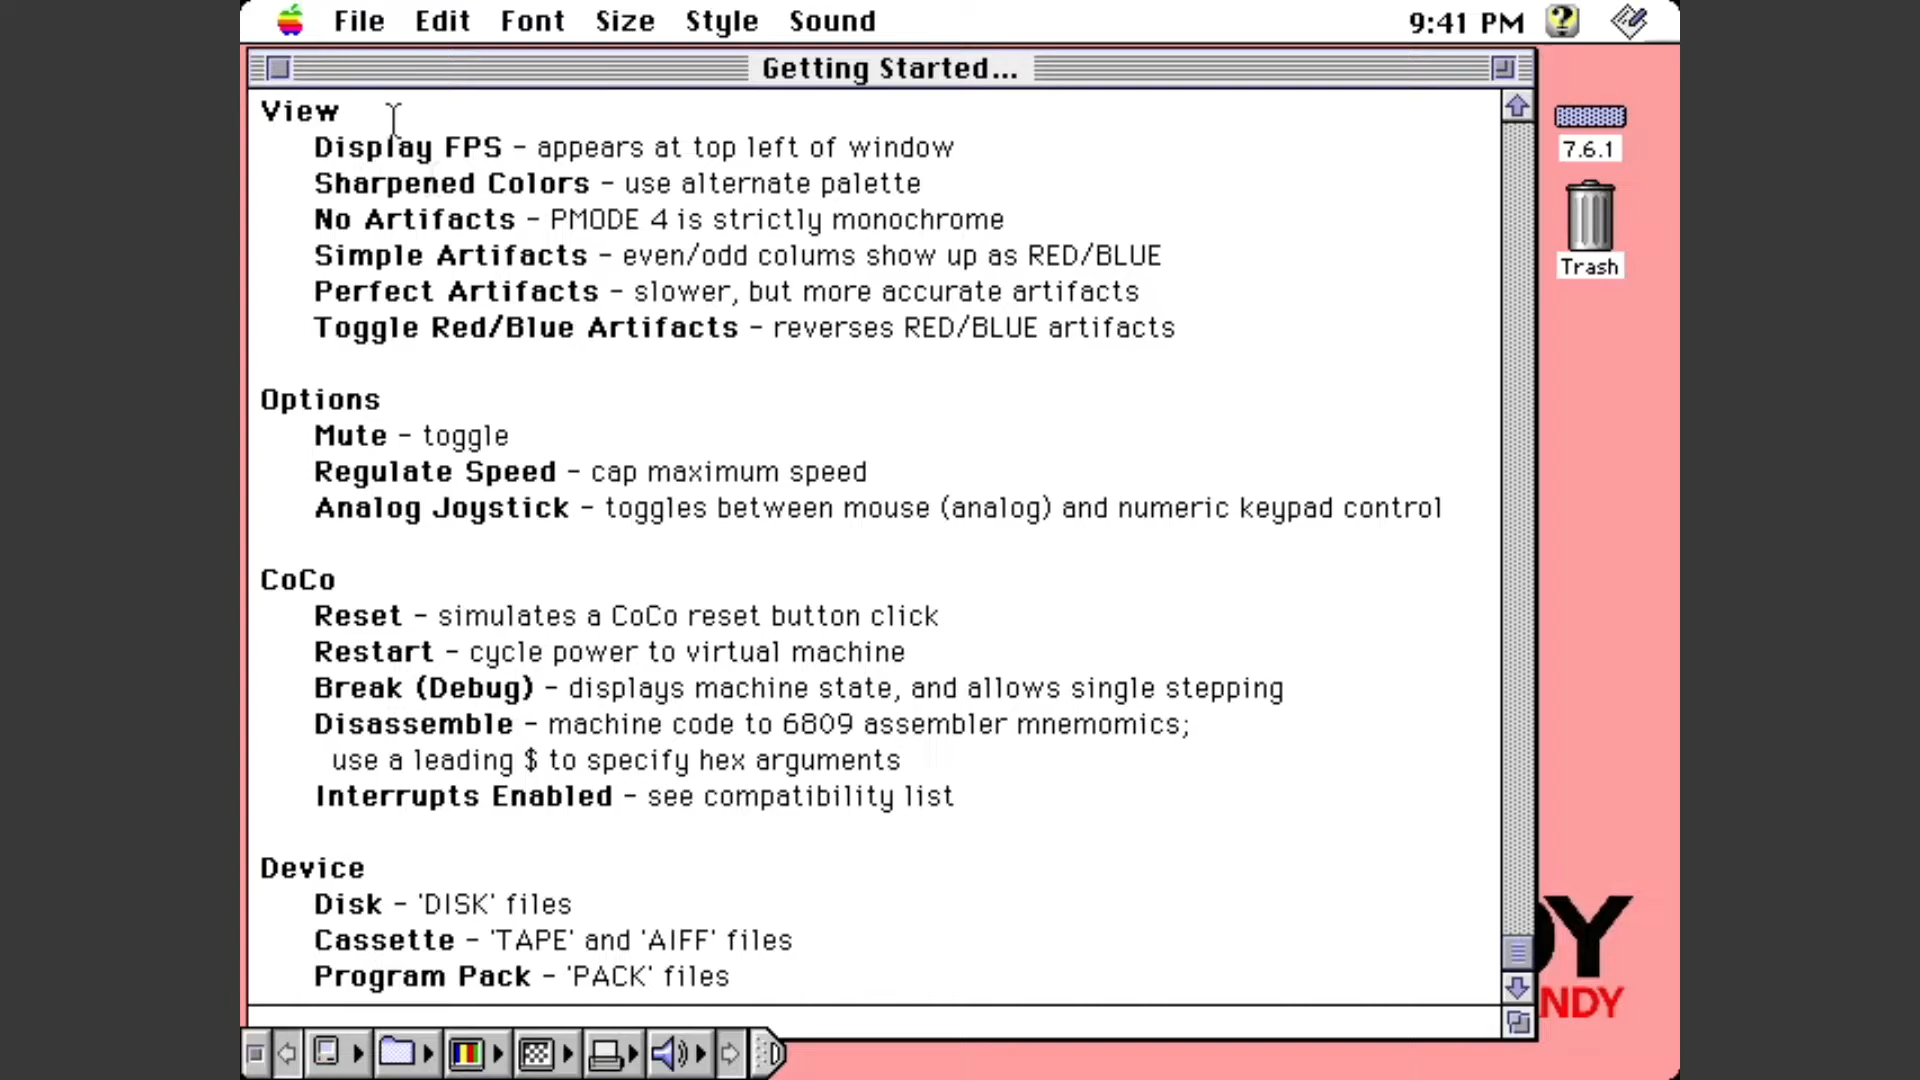 File Edit Font Size Style Sound 9:41 PM
Getting Started...
View
Display FPS - appears at top left of window
Sharpened Colors - use alternate palette
No Artifacts - PMODE 4 is strictly monochrome
Simple Artifacts - even/odd colums show up as RED/BLUE
Perfect Artifacts - slower, but more accurate artifacts
Toggle Red/Blue Artifacts - reverses RED/BLUE artifacts
Options
Mute - toggle
Regulate Speed - cap maximum speed
Analog Joystick - toggles between mouse (analog) and numeric keypad control
CoCo
Reset - simulates a CoCo reset button click
Restart - cycle power to virtual machine
Break (Debug) - displays machine state, and allows single stepping
Disassemble - machine code to 6809 assembler mnemomics;
use a leading $ to specify hex arguments
Interrupts Enabled - see compatibility list
Device
Disk - 'DISK' files
Cassette - 'TAPE' and 'AIFF' files
Program Pack - 'PACK' files
7.6.1
Trash
DY
NDY